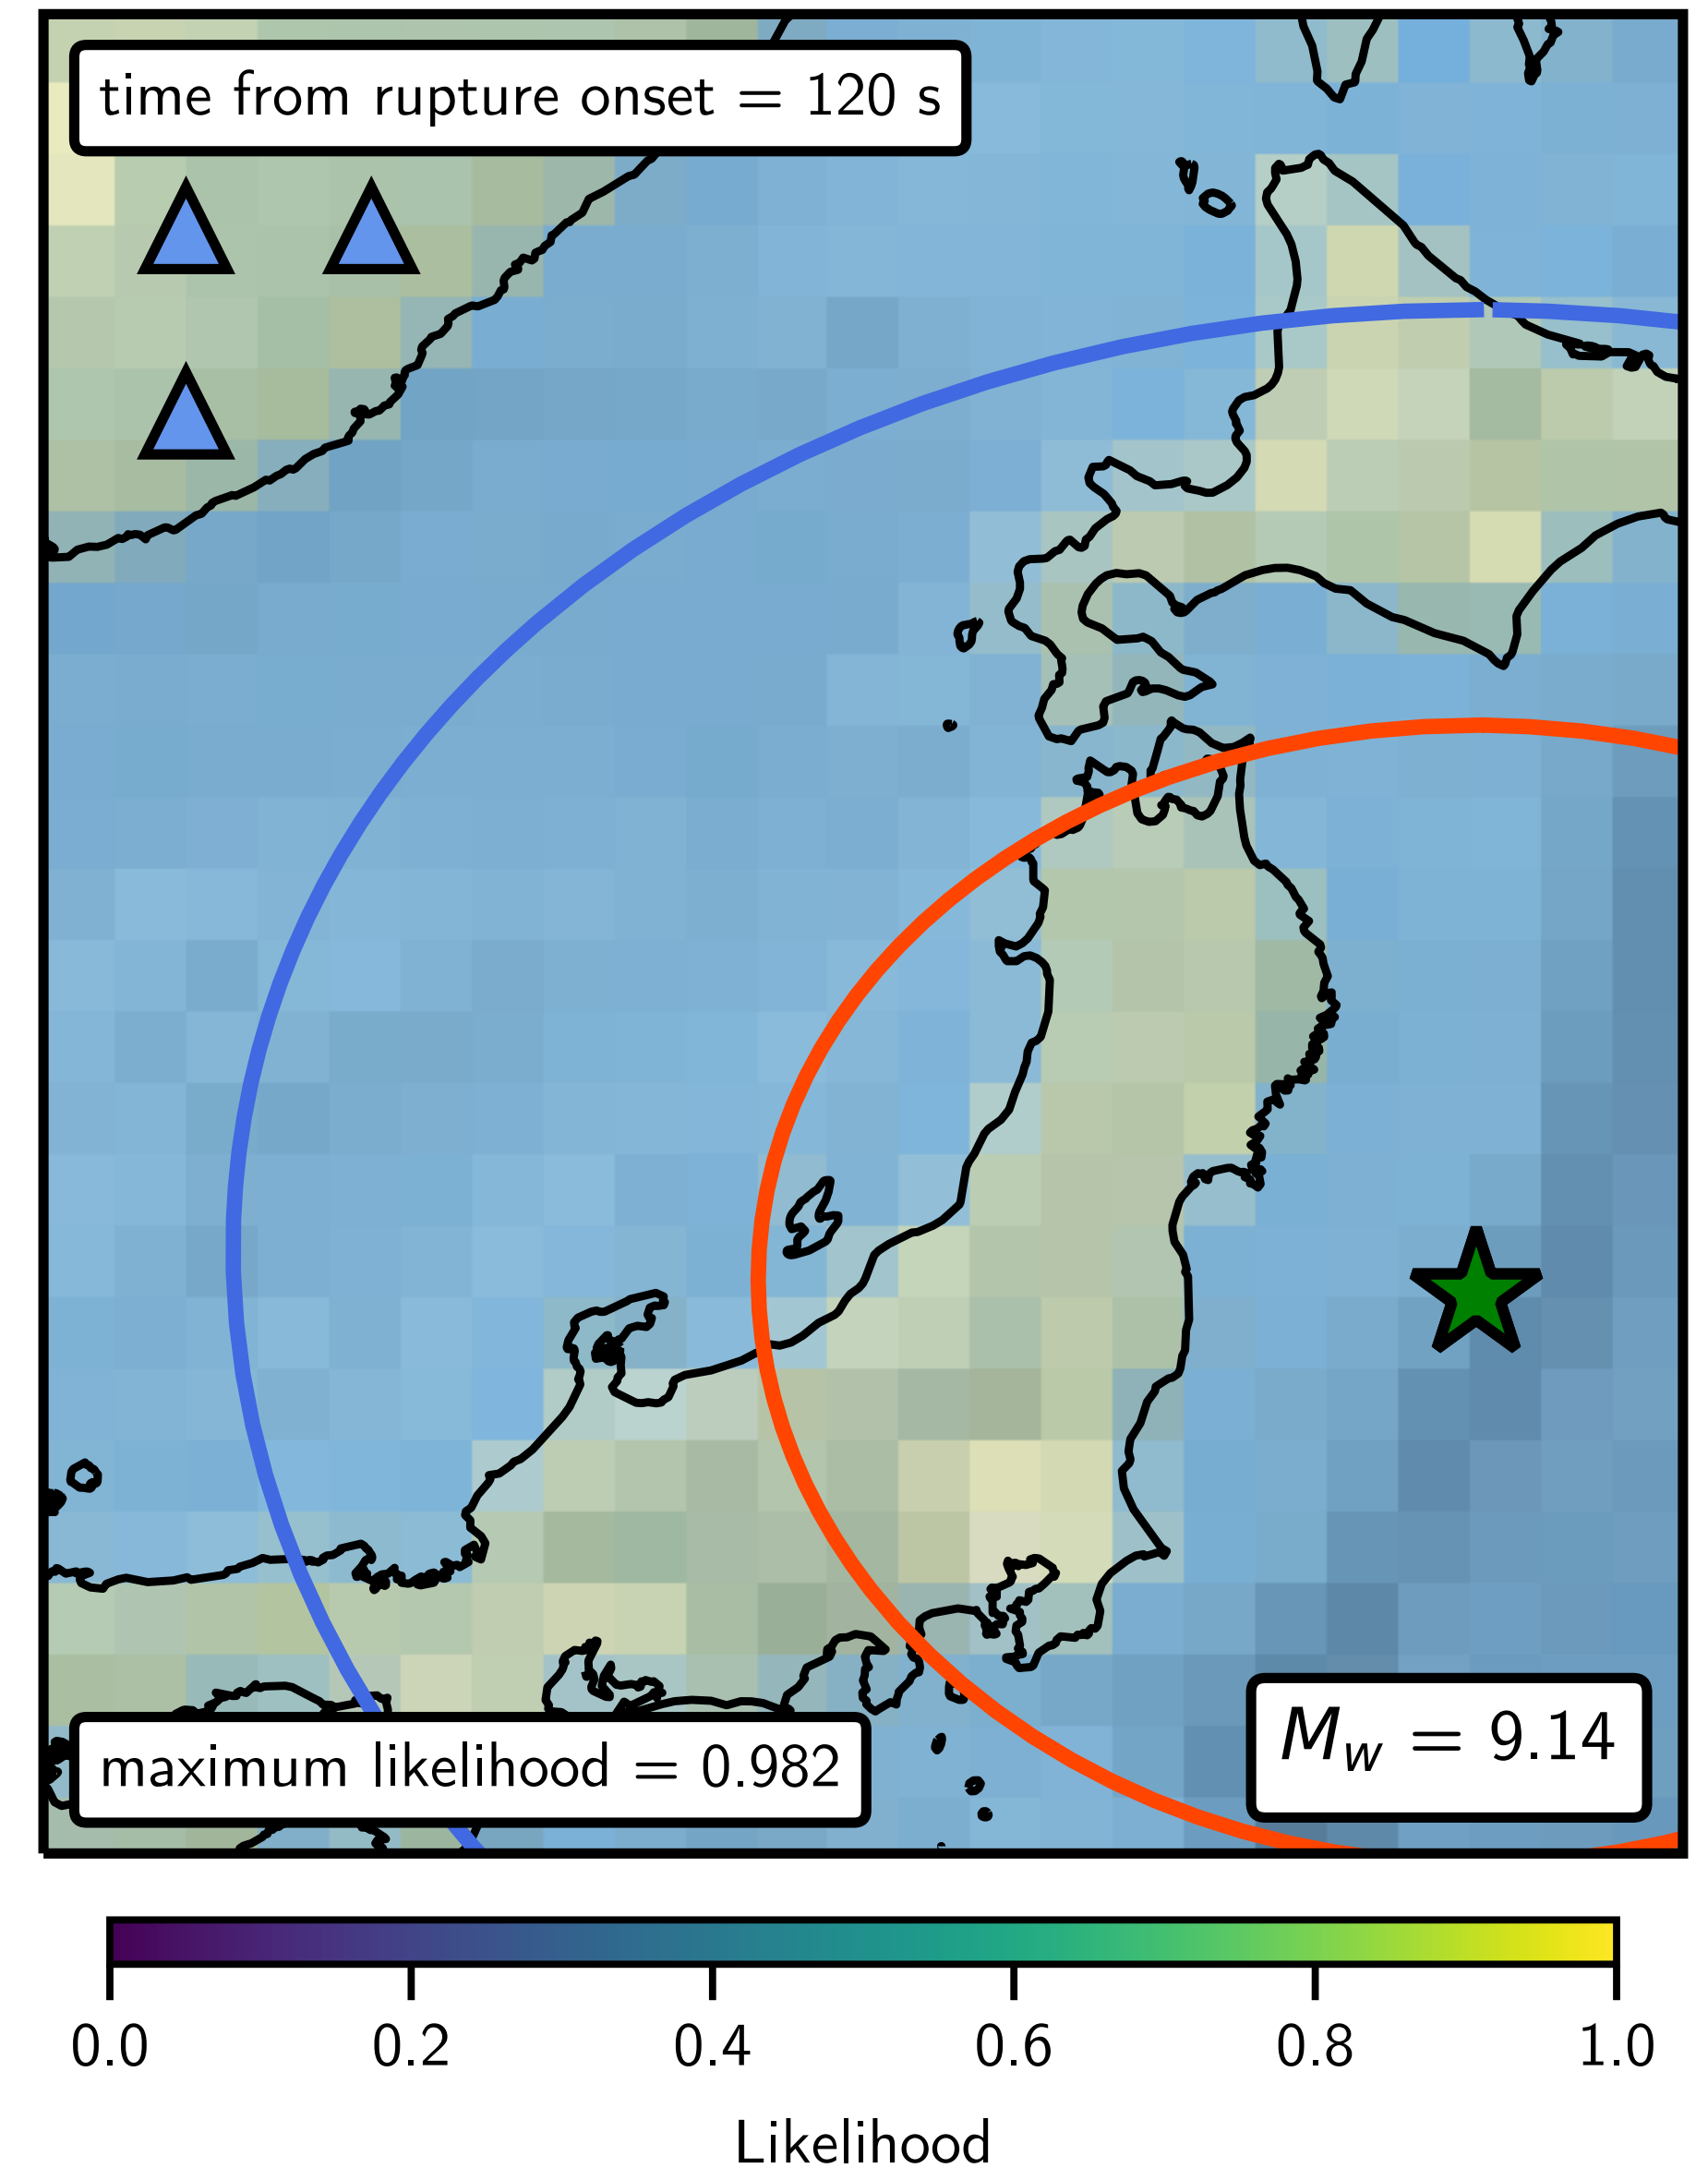 time from rupture onset = 120 s
maximum likelihood = 0.982
M_w = 9.14
0.0 0.2 0.4 0.6 0.8 1.0
Likelihood